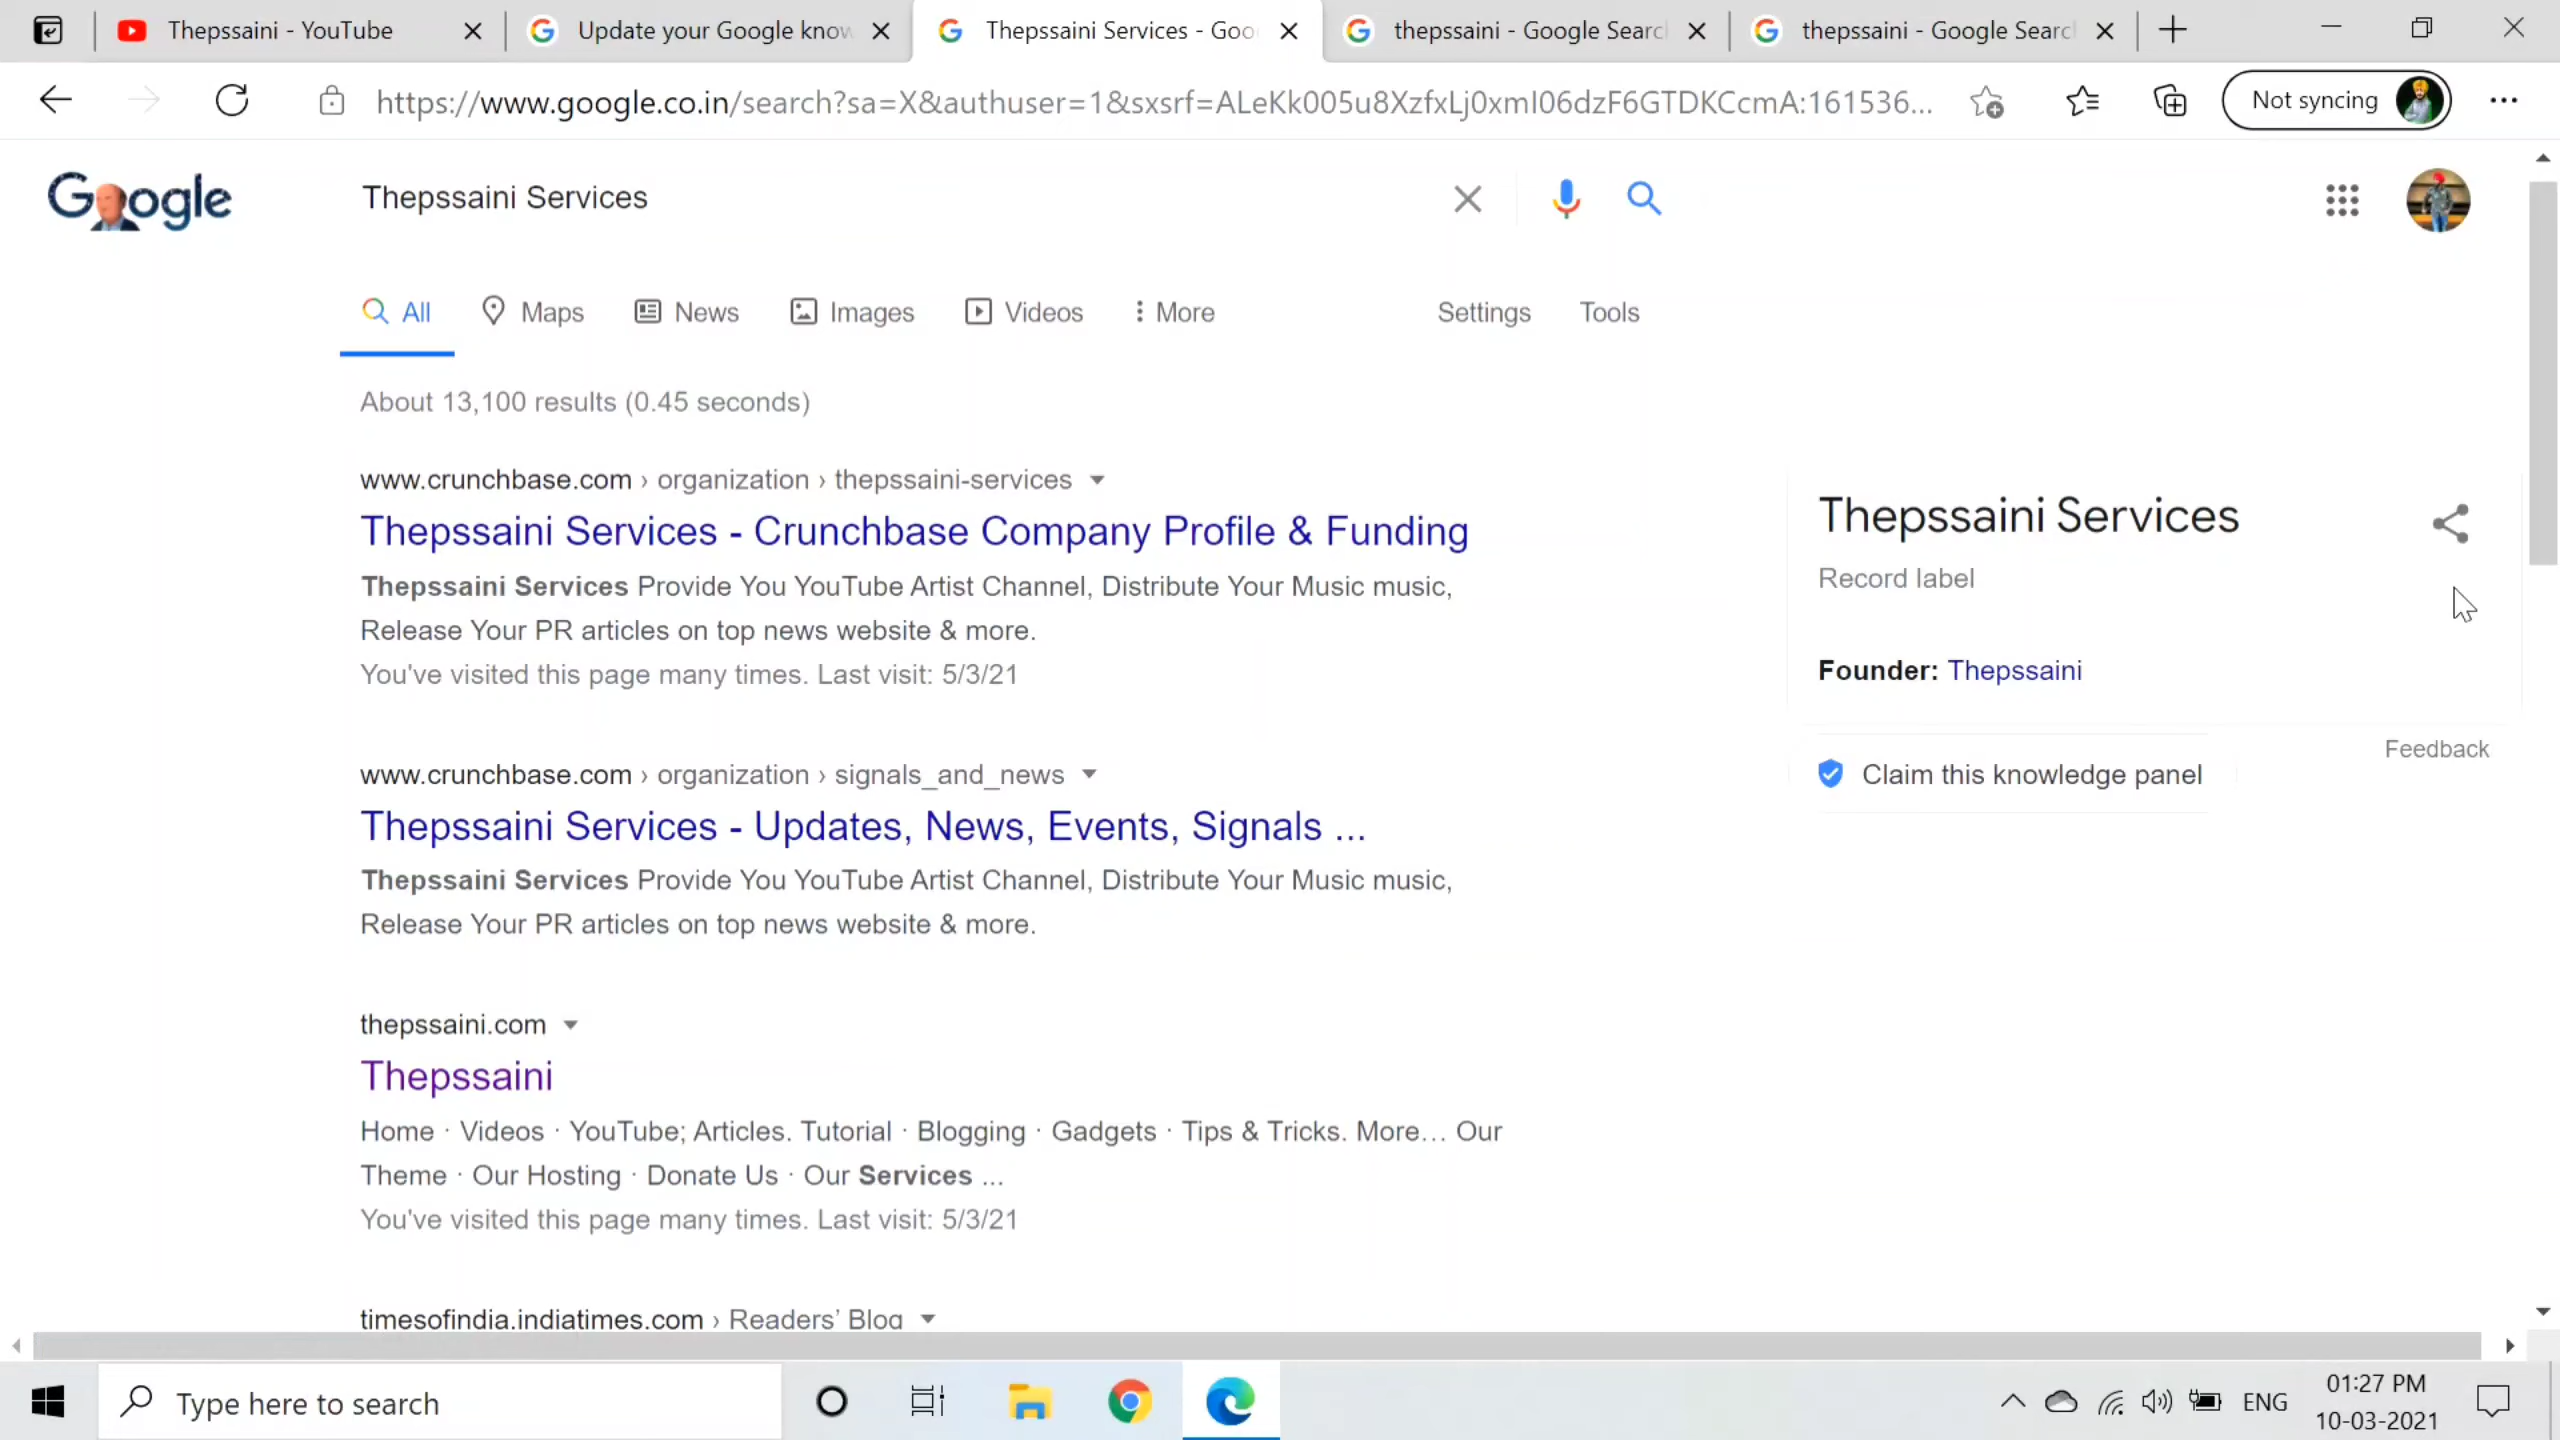 Thepssaini - YouTube
Update your Google know
Thepssaini Services - Goo
thepssaini - Google Searc
thepssaini - Google Searc
https://www.google.co.in/search?sa=X&authuser=1&sxsrf=ALeKk005u8XzfxLj0xmI06dzF6GTDKCcmA:161536...
Not syncing
Google
Thepssaini Services
All
Maps
News
Images
Videos
More
Settings
Tools
About 13,100 results (0.45 seconds)
www.crunchbase.com › organization › thepssaini-services
Thepssaini Services - Crunchbase Company Profile & Funding
Thepssaini Services Provide You YouTube Artist Channel, Distribute Your Music music,
Release Your PR articles on top news website & more.
You've visited this page many times. Last visit: 5/3/21
www.crunchbase.com › organization › signals_and_news
Thepssaini Services - Updates, News, Events, Signals ...
Thepssaini Services Provide You YouTube Artist Channel, Distribute Your Music music,
Release Your PR articles on top news website & more.
thepssaini.com
Thepssaini
Home · Videos · YouTube; Articles. Tutorial · Blogging · Gadgets · Tips & Tricks. More… Our
Theme · Our Hosting · Donate Us · Our Services ...
You've visited this page many times. Last visit: 5/3/21
timesofindia.indiatimes.com › Readers' Blog
Thepssaini Services
Record label
Founder: Thepssaini
Feedback
Claim this knowledge panel
Type here to search
ENG
01:27 PM
10-03-2021